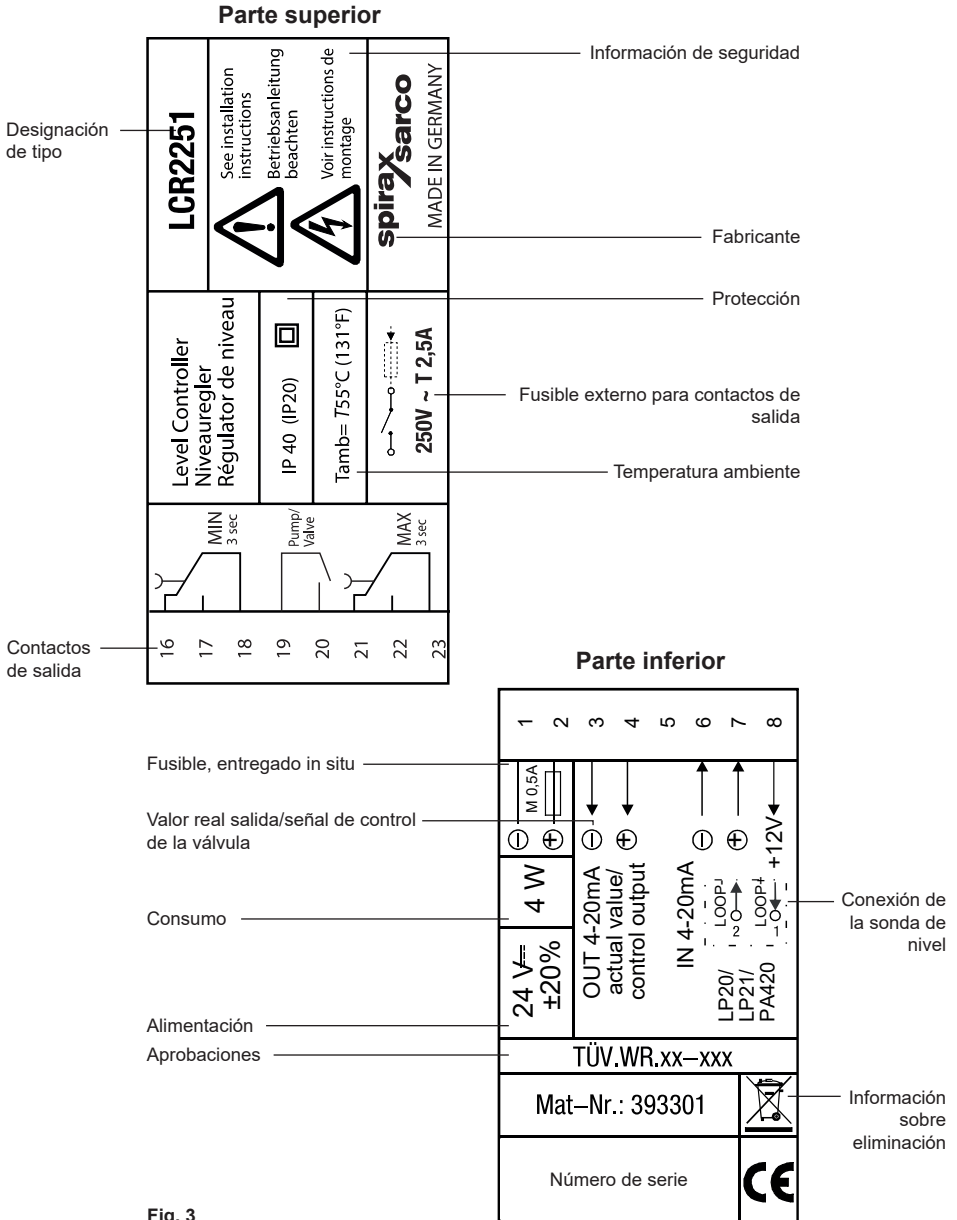 Parte superior
Información de seguridad
Designación
de tipo
LCR2251
See installation
instructions
Betriebsanleitung
beachten
Voir instructions de
montage
spirax
sarco
MADE IN GERMANY
Fabricante
Protección
Level Controller
Niveauregler
Régulator de niveau
IP 40 (IP20)
Tamb= T55°C (131°F)
250V ~ T 2,5A
Fusible externo para contactos de
salida
Temperatura ambiente
MIN
3 sec
Pump/
Valve
MAX
3 sec
Contactos
de salida
16
17
18
19
20
21
22
23
Parte inferior
1
2
3
4
5
6
7
8
Fusible, entregado in situ
M 0,5A
Valor real salida/señal de control
de la válvula
Consumo
4 W
24 V
±20%
OUT 4-20mA
actual value/
control output
IN 4-20mA
+12V
LOOP-
2
LOOP+
1
LP20/
LP21/
PA420
Conexión de
la sonda de
nivel
Alimentación
Aprobaciones
TÜV.WR.xx–xxx
Mat–Nr.: 393301
Información
sobre
eliminación
Número de serie
CE
Fig. 3